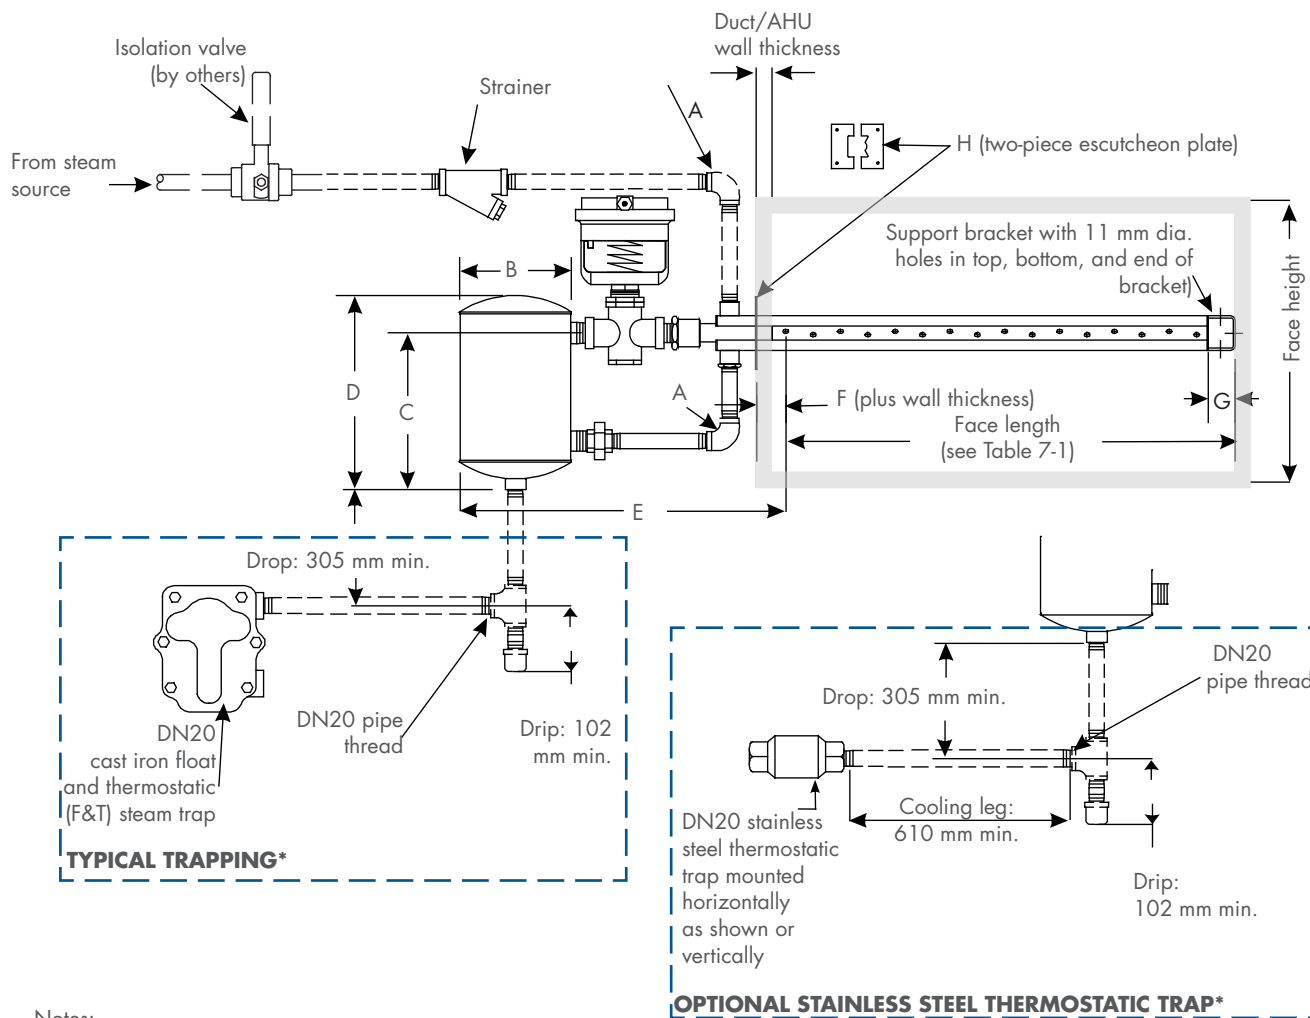 Duct/AHU
wall thickness
Isolation valve
(by others)
Strainer
A
From steam
source
H (two-piece escutcheon plate)
Support bracket with 11 mm dia.
holes in top, bottom, and end of
bracket)
Face height
B
D
C
A
F (plus wall thickness)
G
Face length
(see Table 7-1)
E
Drop: 305 mm min.
DN20 pipe
thread
Drip: 102
mm min.
DN20
cast iron float
and thermostatic
(F&T) steam trap
TYPICAL TRAPPING*
DN20
pipe thread
Drop: 305 mm min.
Cooling leg:
610 mm min.
DN20 stainless
steel thermostatic
trap mounted
horizontally
as shown or
vertically
Drip:
102 mm min.
OPTIONAL STAINLESS STEEL THERMOSTATIC TRAP*
Notes: